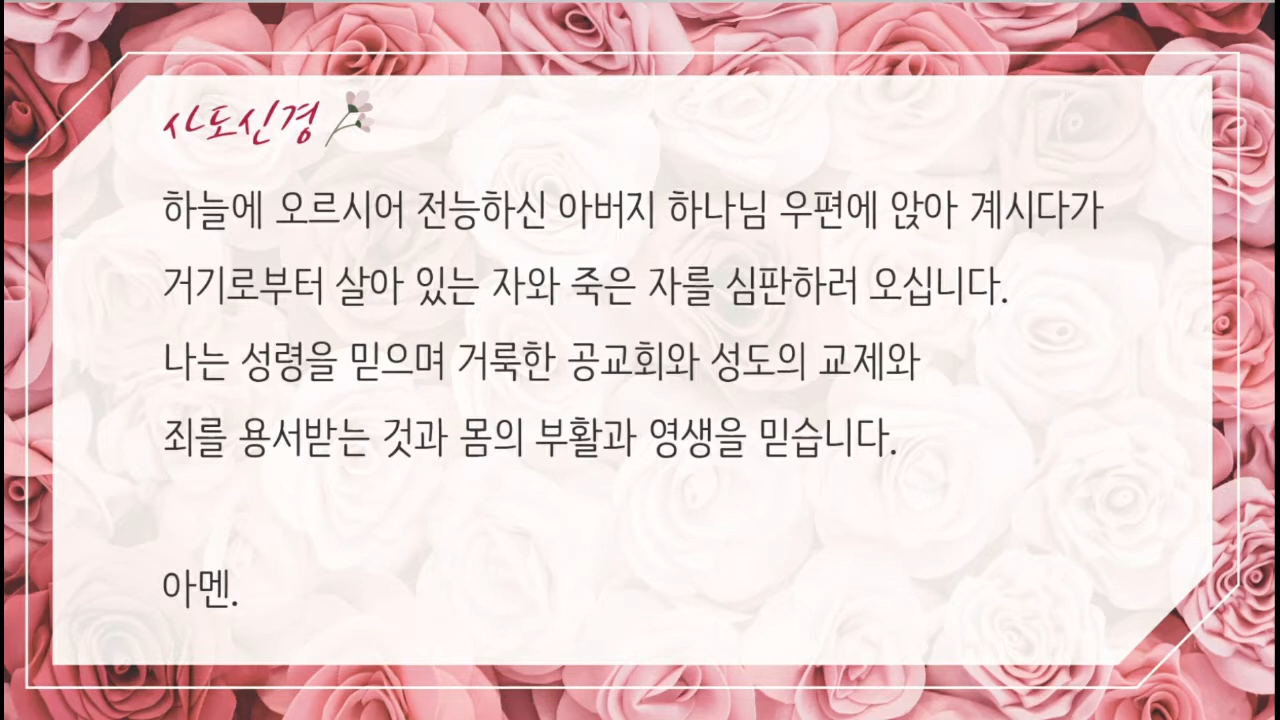 사도신경
하늘에 오르시어 전능하신 아버지 하나님 우편에 앉아 계시다가
거기로부터 살아 있는 자와 죽은 자를 심판하러 오십니다.
나는 성령을 믿으며 거룩한 공교회와 성도의 교제와
죄를 용서받는 것과 몸의 부활과 영생을 믿습니다.
아멘.